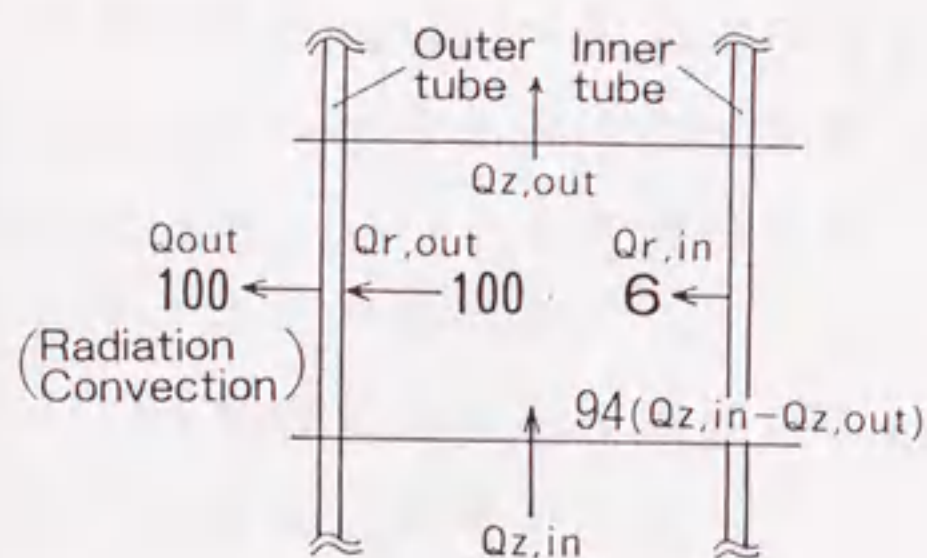 Outer tube
Inner tube
Qz,out
Qout
100
(Radiation
Convection)
Qr,out
100
Qr,in
6
94(Qz,in-Qz,out)
Qz,in